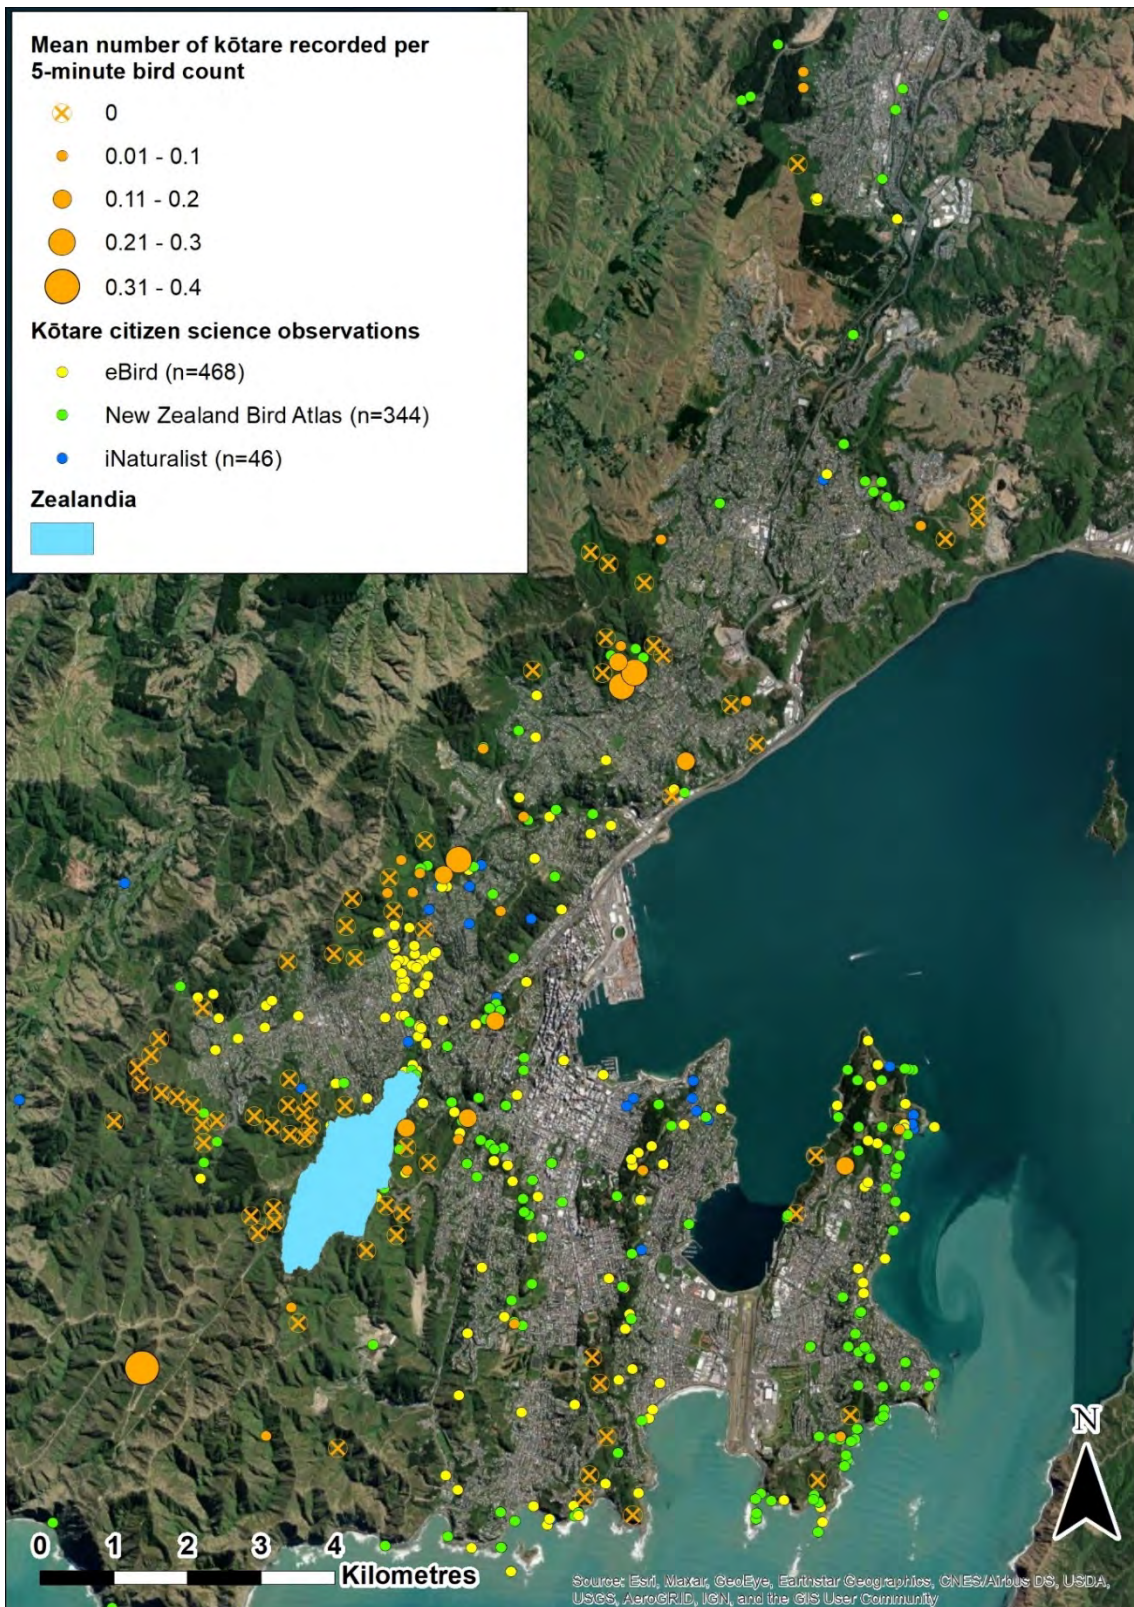 Mean number of kōtare recorded per
5-minute bird count
0
0.01 - 0.1
0.11 - 0.2
0.21 - 0.3
0.31 - 0.4
Kōtare citizen science observations
eBird (n=468)
New Zealand Bird Atlas (n=344)
iNaturalist (n=46)
Zealandia
N
0 1 2 3 4
Kilometres
Source: Esri, Maxar, GeoEye, Earthstar Geographics, CNES/Airbus DS, USDA,
USGS, AeroGRID, IGN, and the GIS User Community